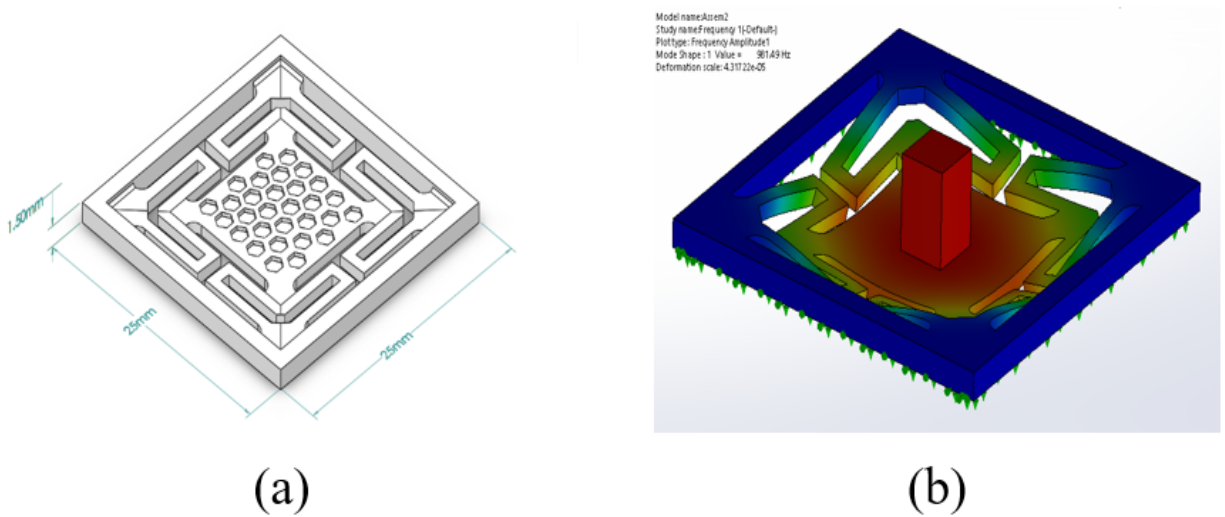 Model name:Assem2
Study name:Frequency 1(-Default-)
Plot type: Frequency Amplitude1
Mode Shape : 1 Value = 981.49 Hz
Deformation scale: 4.31722e-05
1.50mm
25mm
25mm
(a)
(b)